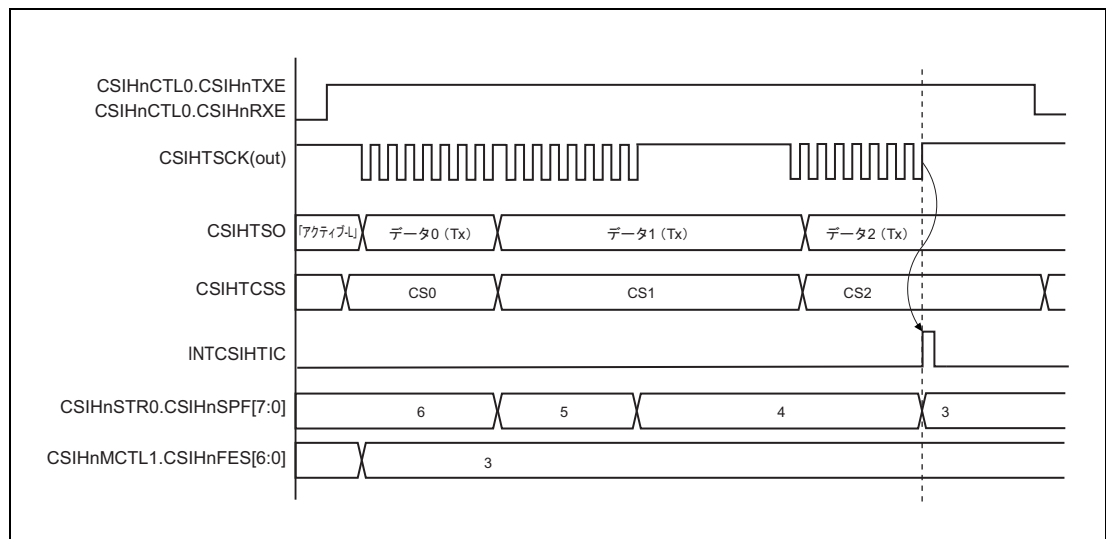 CSIHnCTL0.CSIHnTXE
CSIHnCTL0.CSIHnRXE
CSIHTSCK(out)
CSIHTSO
「アクティブ-L」 データ0（Tx） データ1（Tx） データ2（Tx）
CSIHTCSS
CS0 CS1 CS2
INTCSIHTIC
CSIHnSTR0.CSIHnSPF[7:0]
6 5 4 3
CSIHnMCTL1.CSIHnFES[6:0]
3